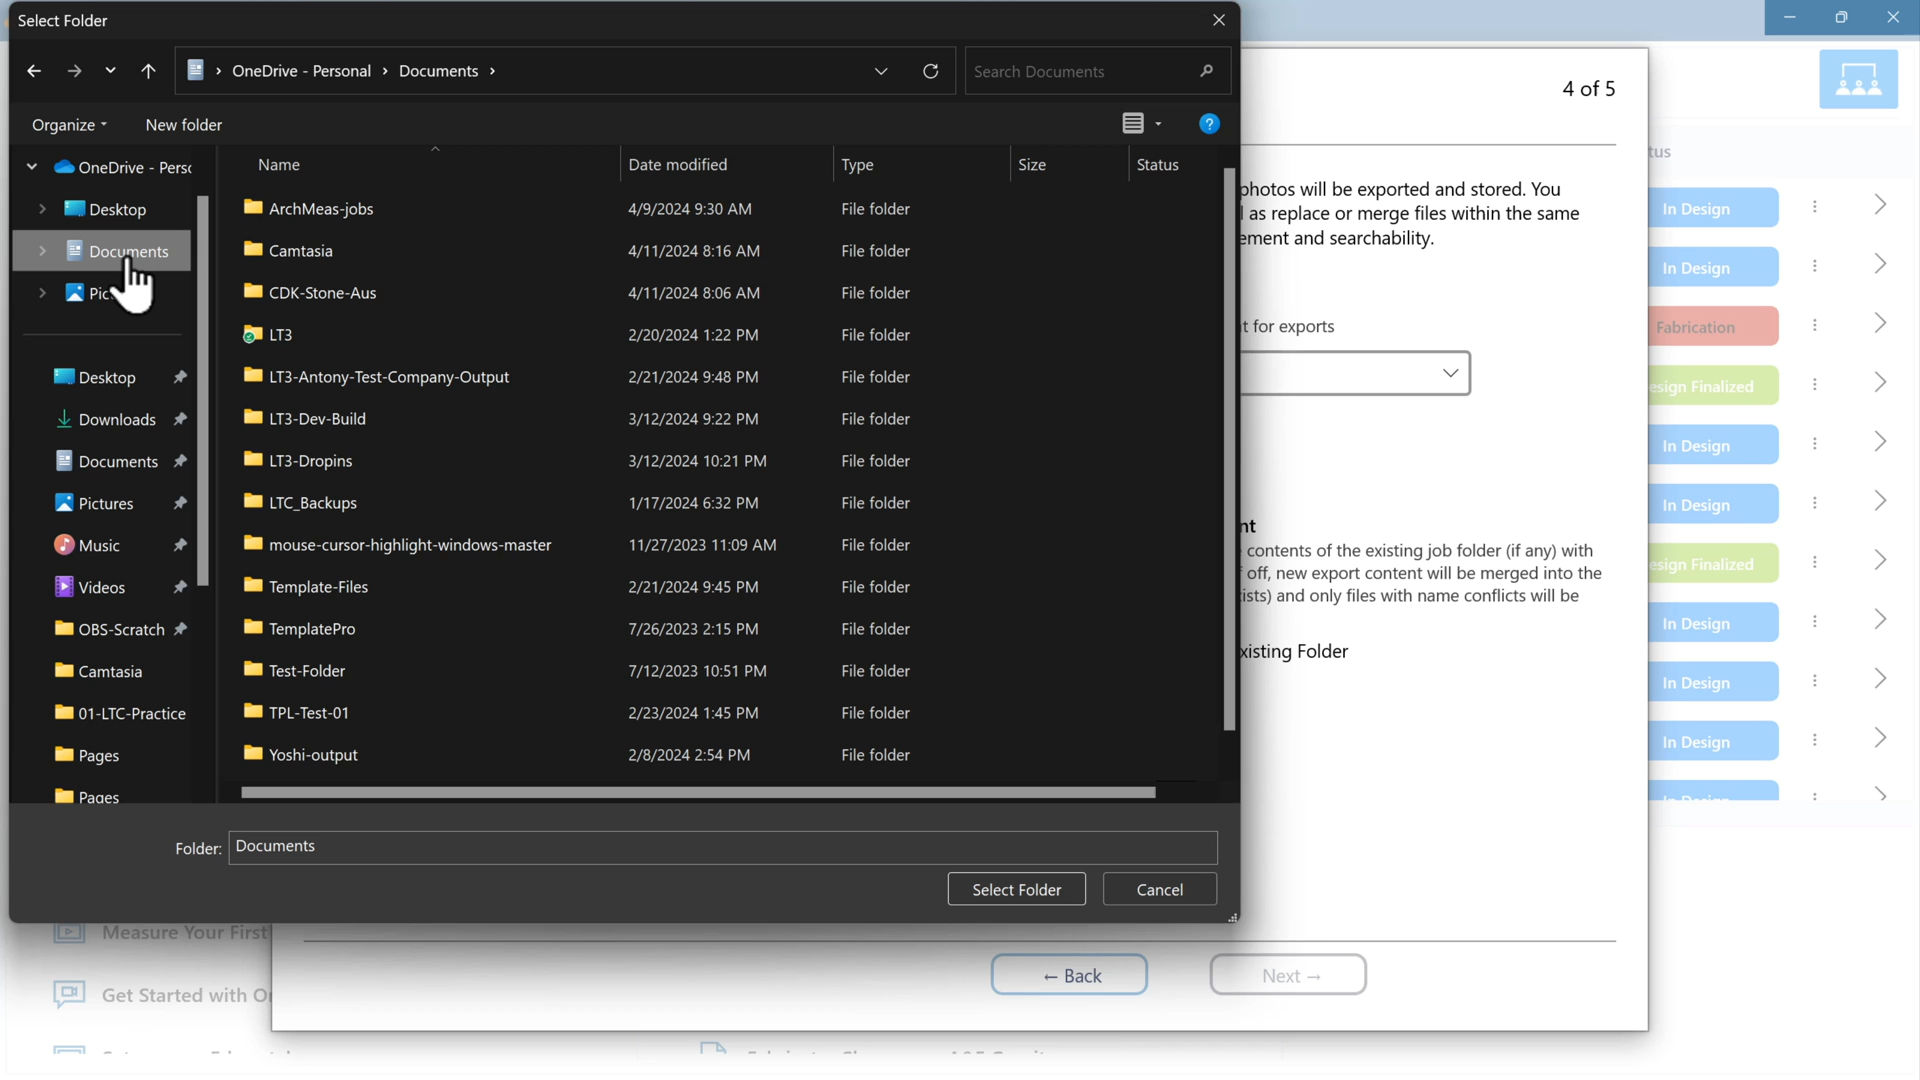 Select Folder
OneDrive - Personal
Documents
Search Documents
4 of 5
Organize
New folder
Name
Date modified
Type
Size
Status
OneDrive - Perso
Desktop
Documents
Pic
Desktop
Downloads
Documents
Pictures
Music
Videos
OBS-Scratch
Camtasia
01-LTC-Practice
Pages
Pages
ArchMeas-jobs 4/9/2024 9:30 AM File folder
Camtasia 4/11/2024 8:16 AM File folder
CDK-Stone-Aus 4/11/2024 8:06 AM File folder
LT3 2/20/2024 1:22 PM File folder
LT3-Antony-Test-Company-Output 2/21/2024 9:48 PM File folder
LT3-Dev-Build 3/12/2024 9:22 PM File folder
LT3-Dropins 3/12/2024 10:21 PM File folder
LTC_Backups 1/17/2024 6:32 PM File folder
mouse-cursor-highlight-windows-master 11/27/2023 11:09 AM File folder
Template-Files 2/21/2024 9:45 PM File folder
TemplatePro 7/26/2023 2:15 PM File folder
Test-Folder 7/12/2023 10:51 PM File folder
TPL-Test-01 2/23/2024 1:45 PM File folder
Yoshi-output 2/8/2024 2:54 PM File folder
Folder: Documents
Select Folder
Cancel
photos will be exported and stored. You
as replace or merge files within the same
ement and searchability.
t for exports
nt
contents of the existing job folder (if any) with
off, new export content will be merged into the
ists) and only files with name conflicts will be
xisting Folder
← Back
Next →
tus
In Design
In Design
Fabrication
esign Finalized
In Design
In Design
esign Finalized
In Design
In Design
In Design
Measure Your First
Get Started with O